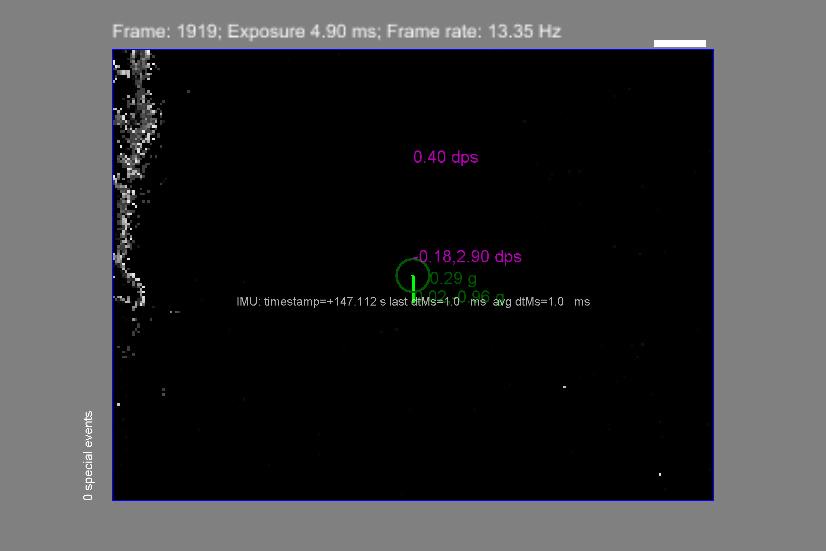 Frame: 1919; Exposure 4.90 ms; Frame rate: 13.35 Hz
0.40 dps
-0.18,2.90 dps
0.29 g
IMU: timestamp=+147.112 s last dtMs=1.0 ms avg dtMs=1.0 ms
0 special events